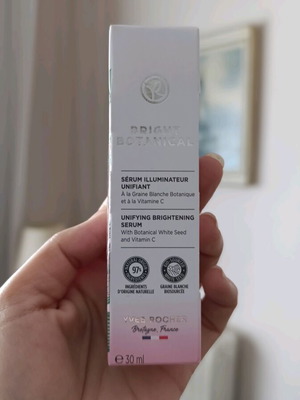 BRIGHT
BOTANICAL
SÉRUM ILLUMINATEUR
UNIFIANT
À la Graine Blanche Botanique
et à la Vitamine C
UNIFYING BRIGHTENING
SERUM
With Botanical White Seed
and Vitamin C
97%
INGRÉDIENTS
D'ORIGINE NATURELLE
GRAINE BLANCHE
BIOSOURCÉE
YVES ROCHER
Bretagne, France
℮ 30 ml